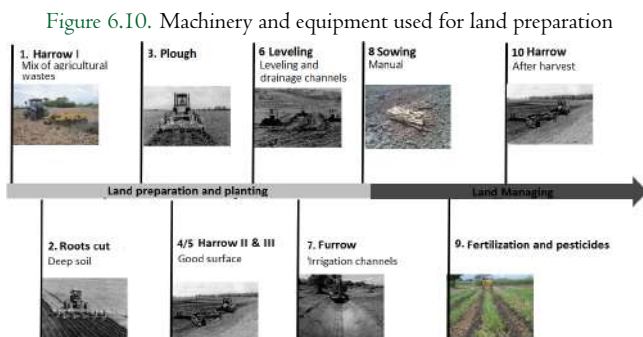 Figure 6.10. Machinery and equipment used for land preparation
1. Harrow I
Mix of agricultural
wastes
3. Plough
6 Leveling
Leveling and
drainage channels
8 Sowing
Manual
10 Harrow
After harvest
Land preparation and planting
Land Managing
2. Roots cut
Deep soil
4/5 Harrow II & III
Good surface
7. Furrow
'Irrigation channels
9. Fertilization and pesticides